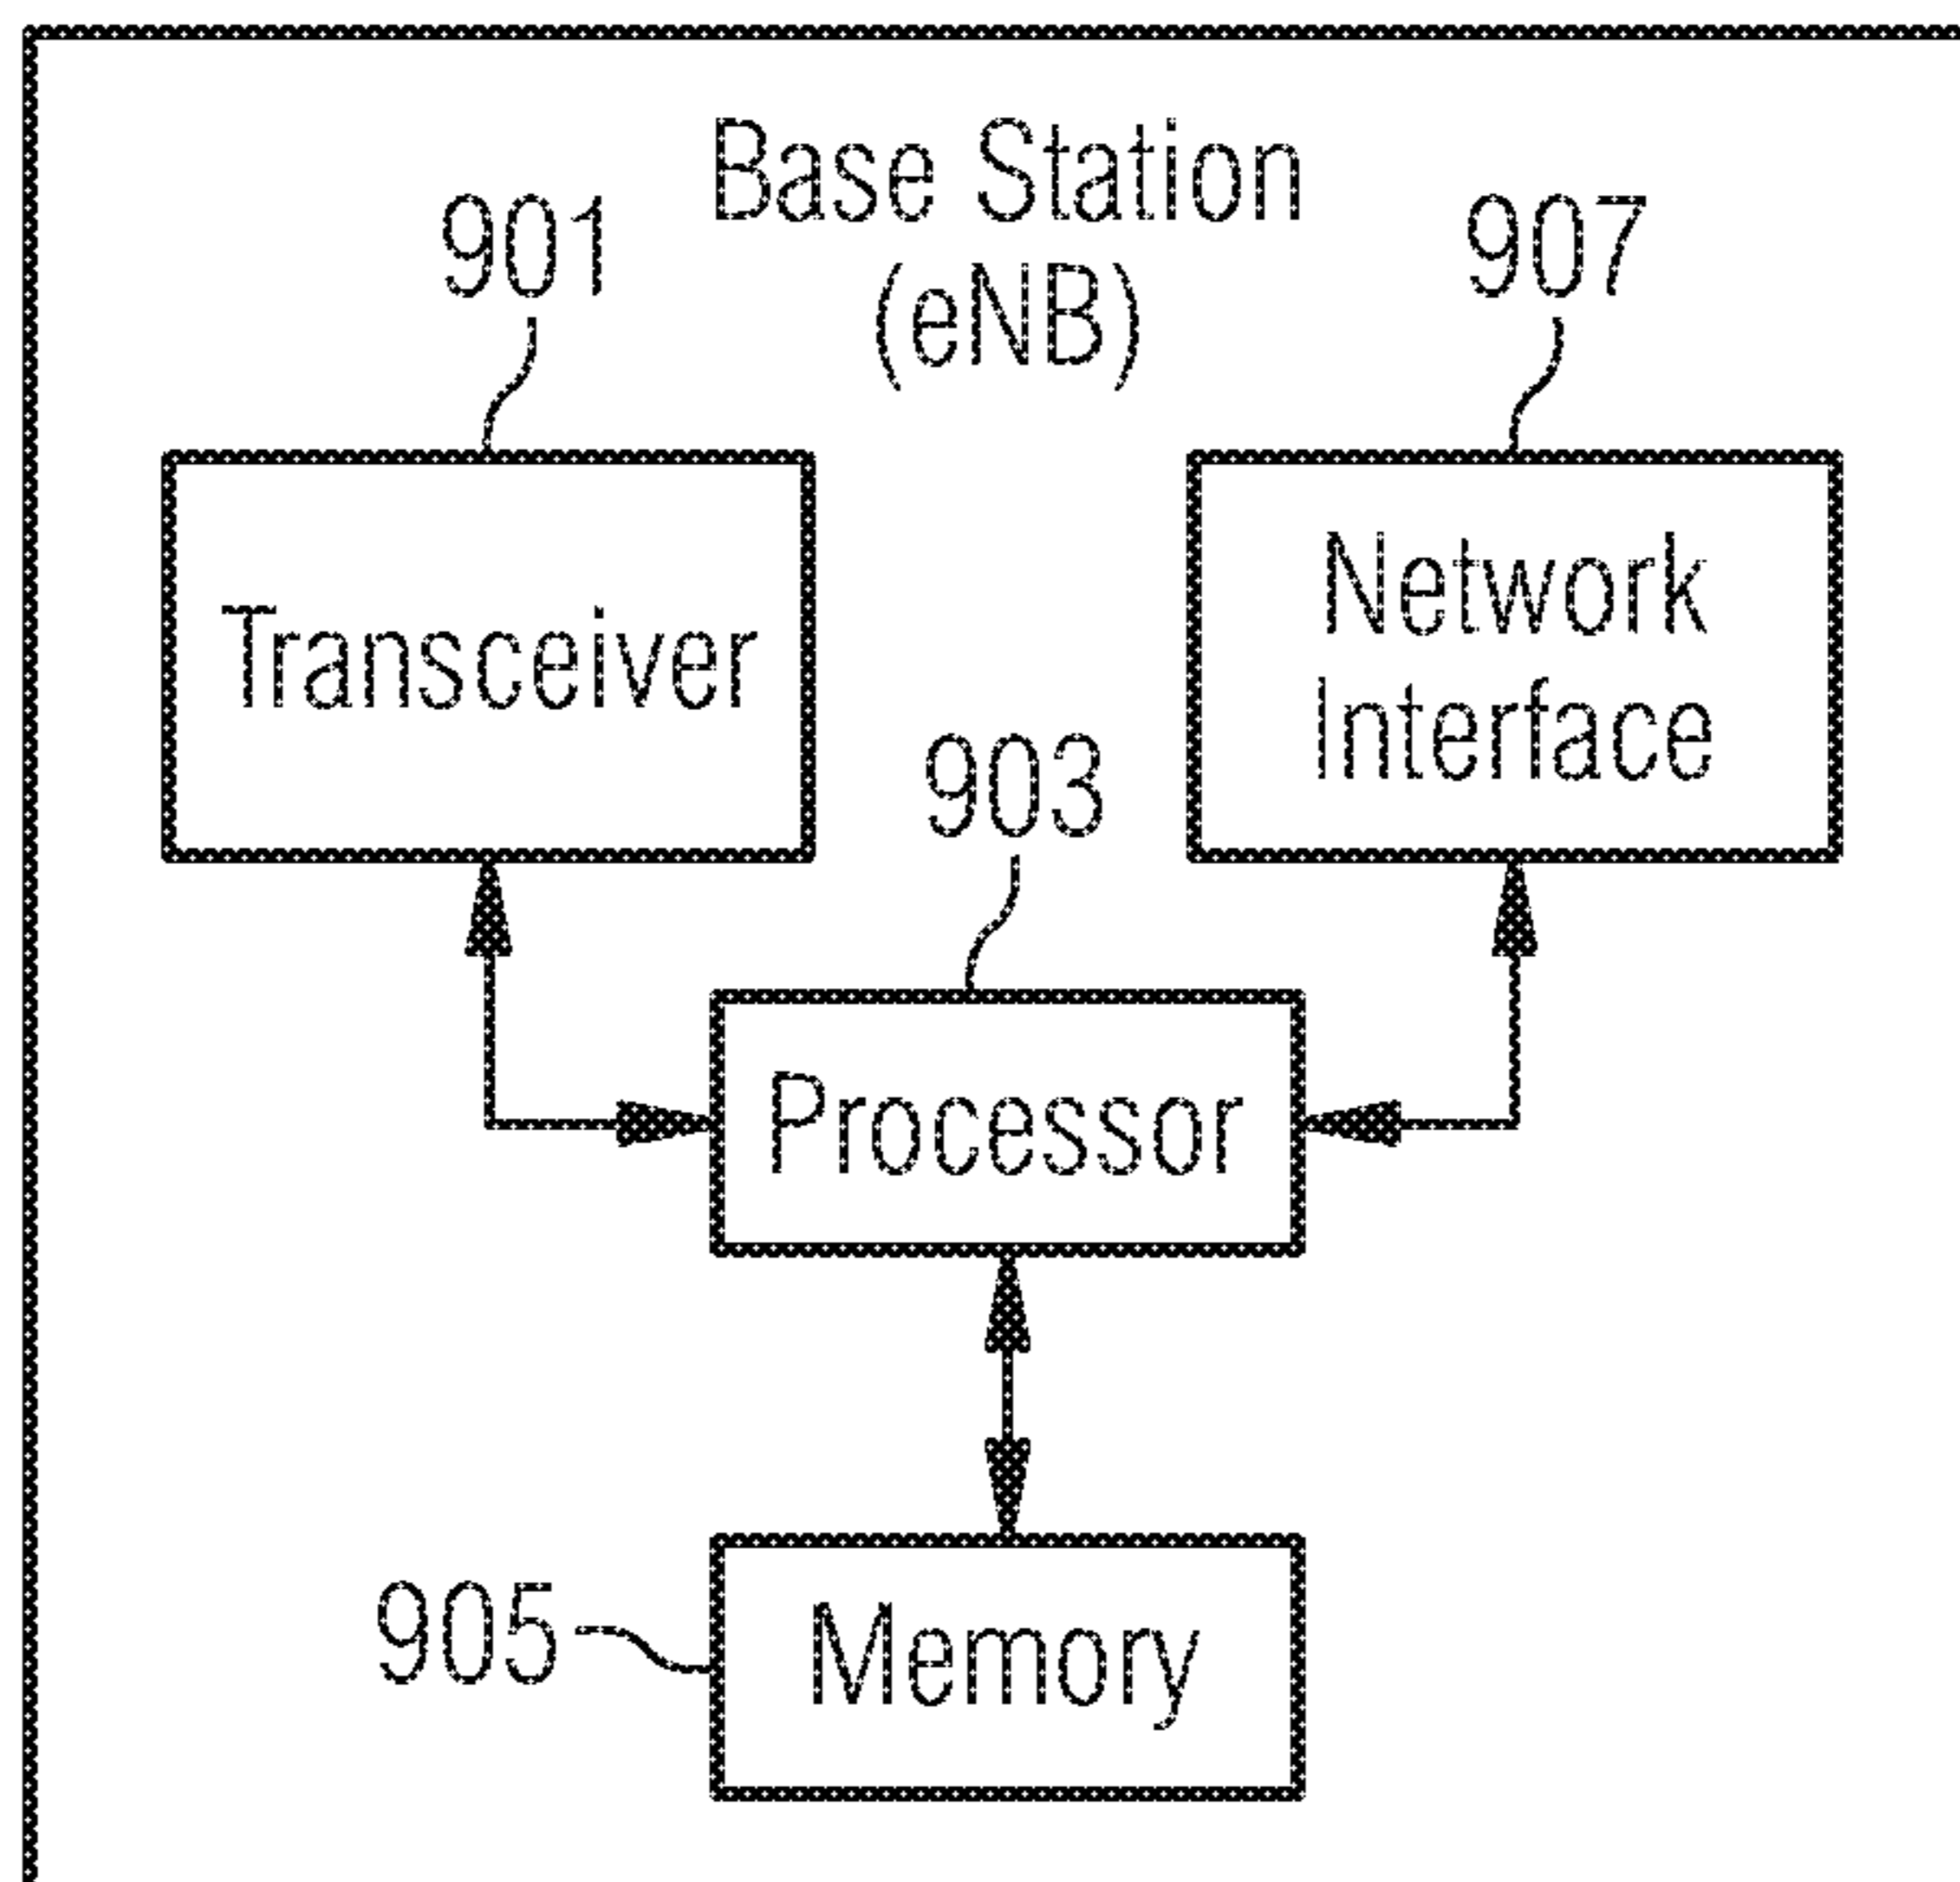 Base Station
(eNB)
901
907
Transceiver
Network
Interface
903
Processor
905
Memory